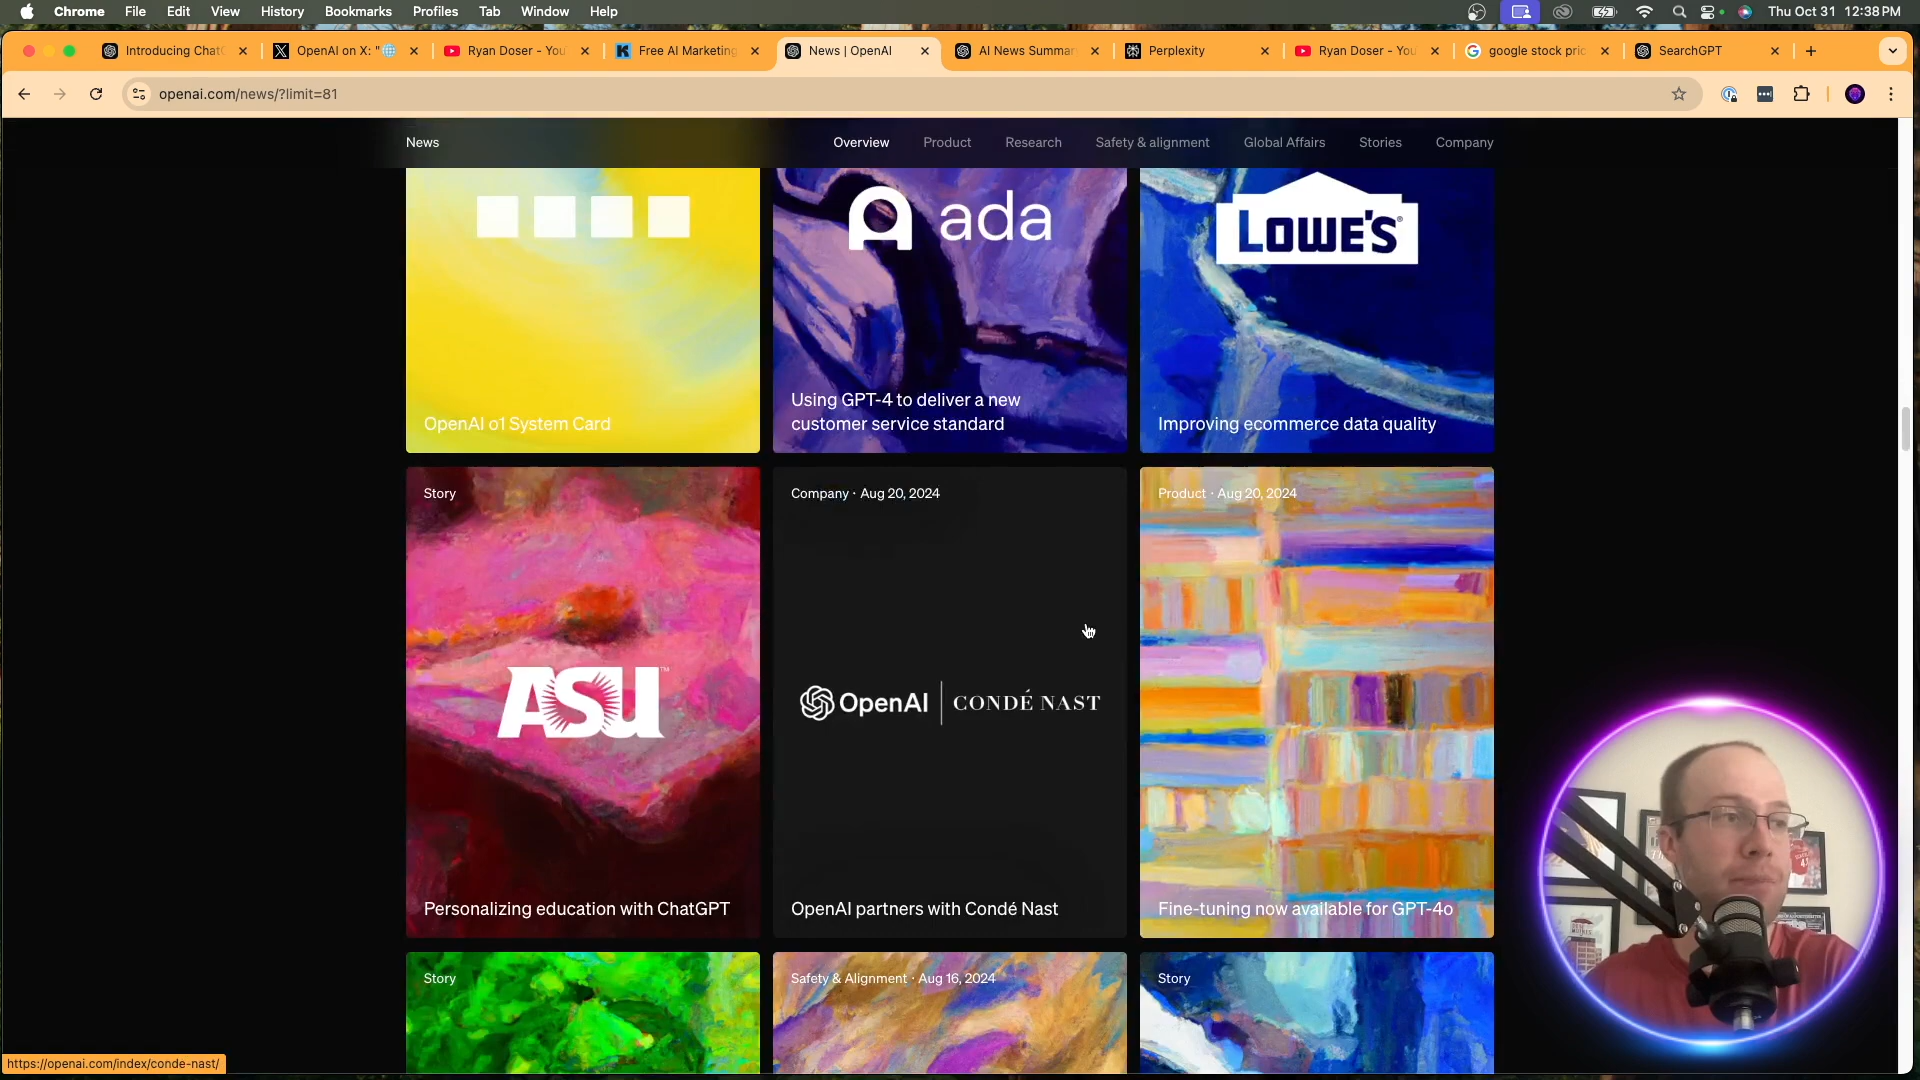 Chrome File Edit View History Bookmarks Profiles Tab Window Help Thu Oct 31 12:38 PM
Introducing Chat OpenAI on X: " Ryan Doser - You Free AI Marketing News | OpenAI AI News Summar Perplexity Ryan Doser - You google stock pric SearchGPT
openai.com/news/?limit=81
News Overview Product Research Safety & alignment Global Affairs Stories Company
ada
LOWE'S
OpenAI o1 System Card
Using GPT-4 to deliver a new
customer service standard
Improving ecommerce data quality
Story
Company · Aug 20, 2024
Product · Aug 20, 2024
ASU
OpenAI | CONDÉ NAST
Personalizing education with ChatGPT
OpenAI partners with Condé Nast
Fine-tuning now available for GPT-4o
Story
Safety & Alignment · Aug 16, 2024
Story
https://openai.com/index/conde-nast/